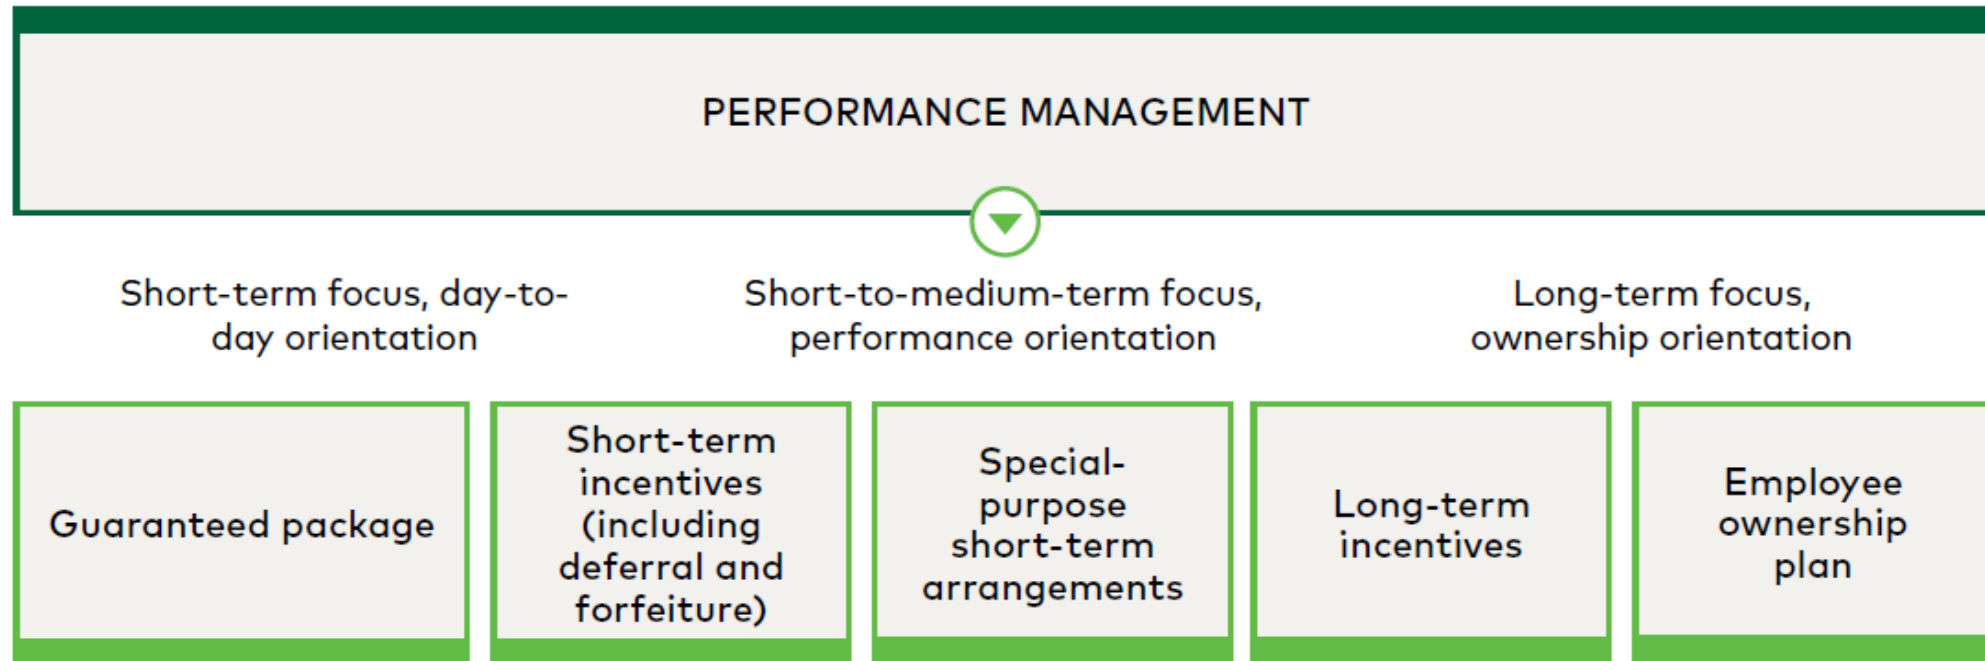 PERFORMANCE MANAGEMENT
Short-term focus, day-to-
day orientation
Short-to-medium-term focus,
performance orientation
Long-term focus,
ownership orientation
Guaranteed package
Short-term
incentives
(including
deferral and
forfeiture)
Special-
purpose
short-term
arrangements
Long-term
incentives
Employee
ownership
plan